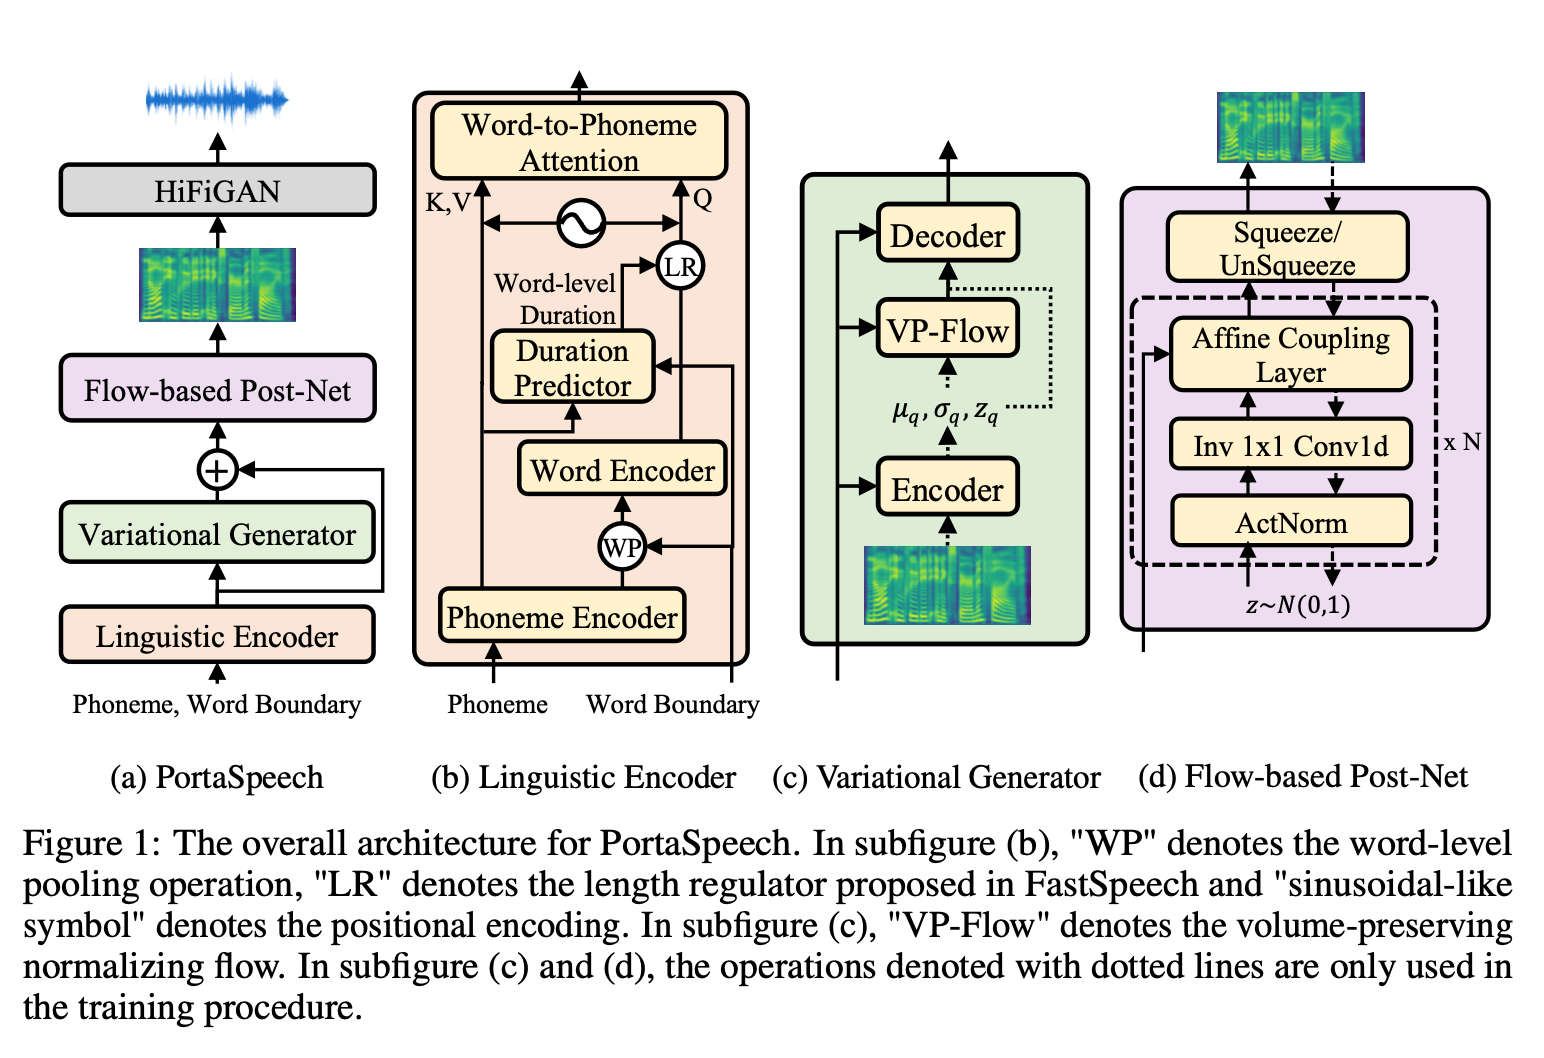 HiFiGAN
Flow-based Post-Net
+
Variational Generator
Linguistic Encoder
Phoneme, Word Boundary
(a) PortaSpeech
Word-to-Phoneme
Attention
K,V
Q
LR
Word-level
Duration
Duration
Predictor
Word Encoder
WP
Phoneme Encoder
Phoneme
Word Boundary
(b) Linguistic Encoder
Decoder
VP-Flow
μq, σq, zq
Encoder
(c) Variational Generator
Squeeze/
UnSqueeze
Affine Coupling
Layer
Inv 1x1 Conv1d
x N
ActNorm
z~N(0,1)
(d) Flow-based Post-Net
Figure 1: The overall architecture for PortaSpeech. In subfigure (b), "WP" denotes the word-level
pooling operation, "LR" denotes the length regulator proposed in FastSpeech and "sinusoidal-like
symbol" denotes the positional encoding. In subfigure (c), "VP-Flow" denotes the volume-preserving
normalizing flow. In subfigure (c) and (d), the operations denoted with dotted lines are only used in
the training procedure.